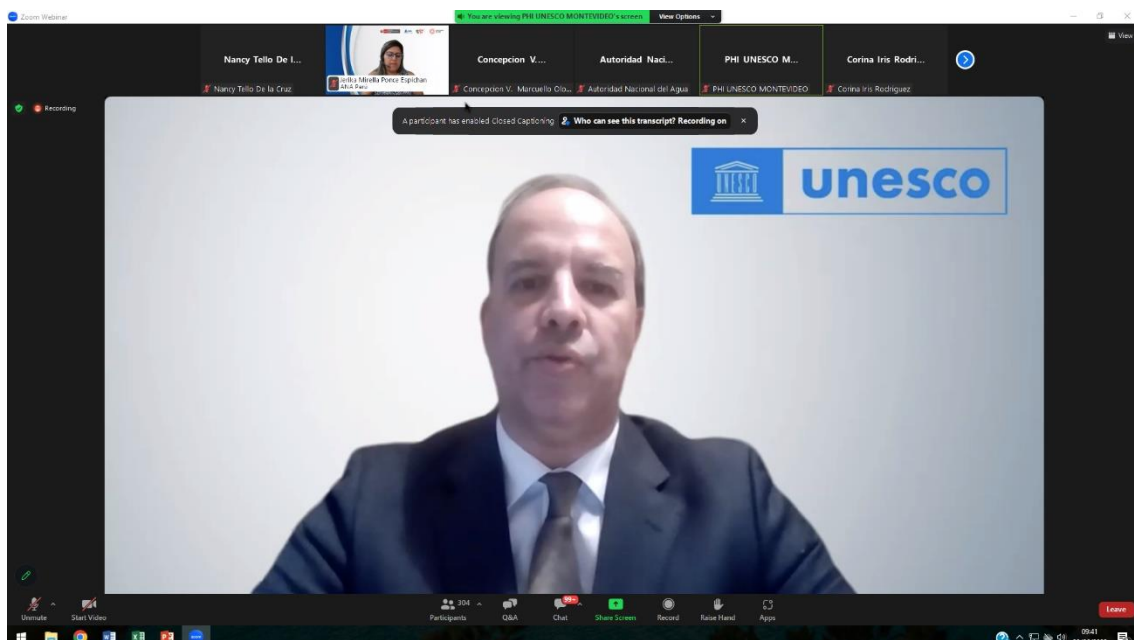 Zoom Webinar
You are viewing PHI UNESCO MONTEVIDEO's screen
View Options
View
Nancy Tello De l...
Concepcion V....
Autoridad Naci...
PHI UNESCO M...
Corina Iris Rodri...
Nancy Tello De la Cruz
Jerika Mirella Ponce Espichan
ANA Perú
Concepcion V. Marcuello Olo...
Autoridad Nacional del Agua
PHI UNESCO MONTEVIDEO
Corina Iris Rodriguez
Recording
A participant has enabled Closed Captioning
Who can see this transcript? Recording on
unesco
Unmute
Start Video
304
Participants
Q&A
99+
Chat
Share Screen
Record
Raise Hand
Apps
Leave
09:41